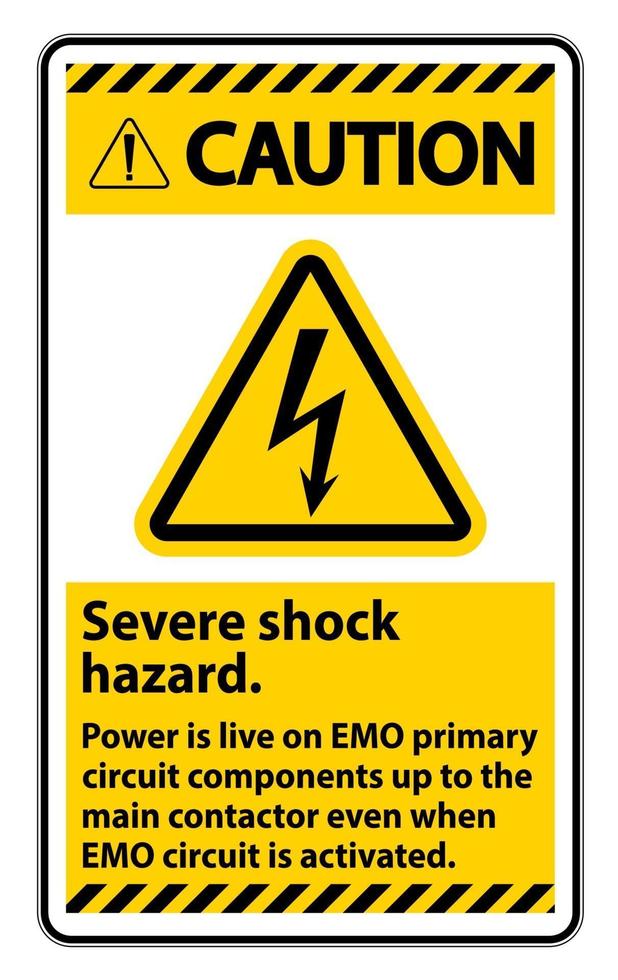 CAUTION
Severe shock
hazard.
Power is live on EMO primary
circuit components up to the
main contactor even when
EMO circuit is activated.